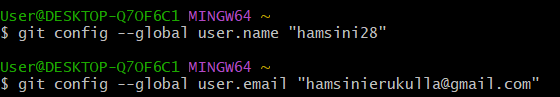 User@DESKTOP-Q7OF6C1 MINGW64 ~
$ git config --global user.name "hamsini28"
User@DESKTOP-Q7OF6C1 MINGW64 ~
$ git config --global user.email "hamsinierukulla@gmail.com"